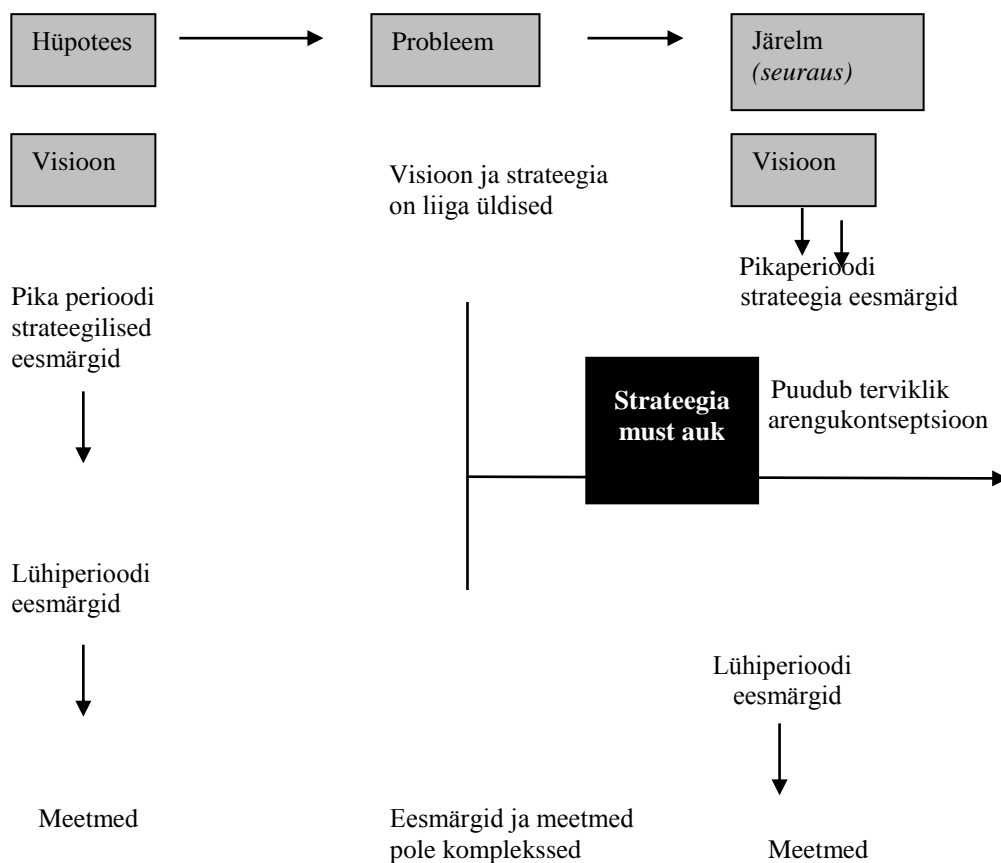 Hüpotees
Probleem
Järelm
(seuraus)
Visioon
Visioon ja strateegia
on liiga üldised
Visioon
Pikaperioodi
strateegia eesmärgid
Pika perioodi
strateegilised
eesmärgid
Strateegia
must auk
Puudub terviklik
arengukontseptsioon
Lühiperioodi
eesmärgid
Lühiperioodi
eesmärgid
Meetmed
Eesmärgid ja meetmed
pole komplekssed
Meetmed